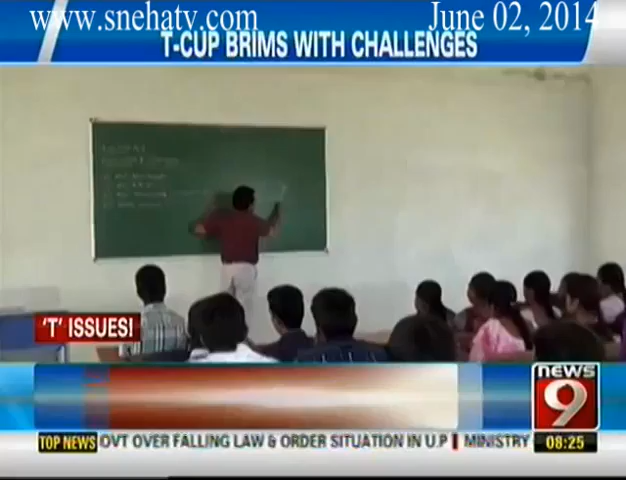 www.snehatv.com
June 02, 2014
T-CUP BRIMS WITH CHALLENGES
'T' ISSUES!
NEWS
9
TOP NEWS OVT OVER FALLING LAW & ORDER SITUATION IN U.P MINISTRY
08:25